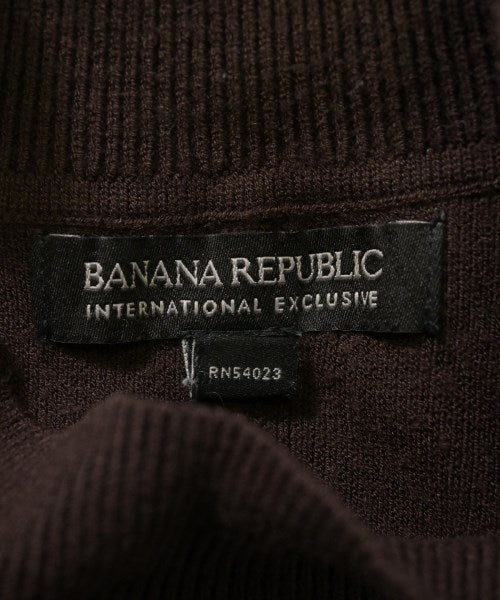 BANANA REPUBLIC
INTERNATIONAL EXCLUSIVE
RN54023